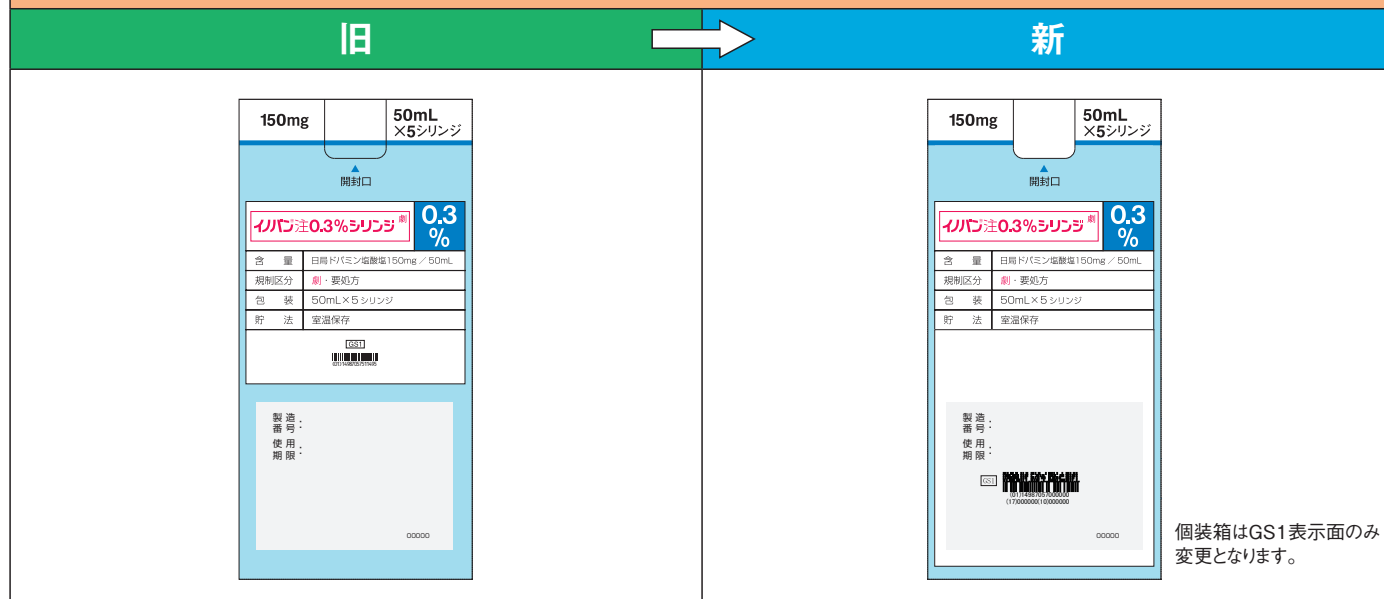 旧
新
150mg
50mL
×5シリンジ
開封口
イノバン注0.3%シリンジ 劇
0.3
%
含量 日局ドパミン塩酸塩150mg/50mL
規制区分 劇・要処方
包装 50mL×5シリンジ
貯法 室温保存
GS1
(01)14987057511495
製造
番号:
使用
期限:
00000
150mg
50mL
×5シリンジ
開封口
イノバン注0.3%シリンジ 劇
0.3
%
含量 日局ドパミン塩酸塩150mg/50mL
規制区分 劇・要処方
包装 50mL×5シリンジ
貯法 室温保存
製造
番号:
使用
期限:
GS1
(01)14987057000000
(17)000000(10)000000
00000
個装箱はGS1表示面のみ
変更となります。